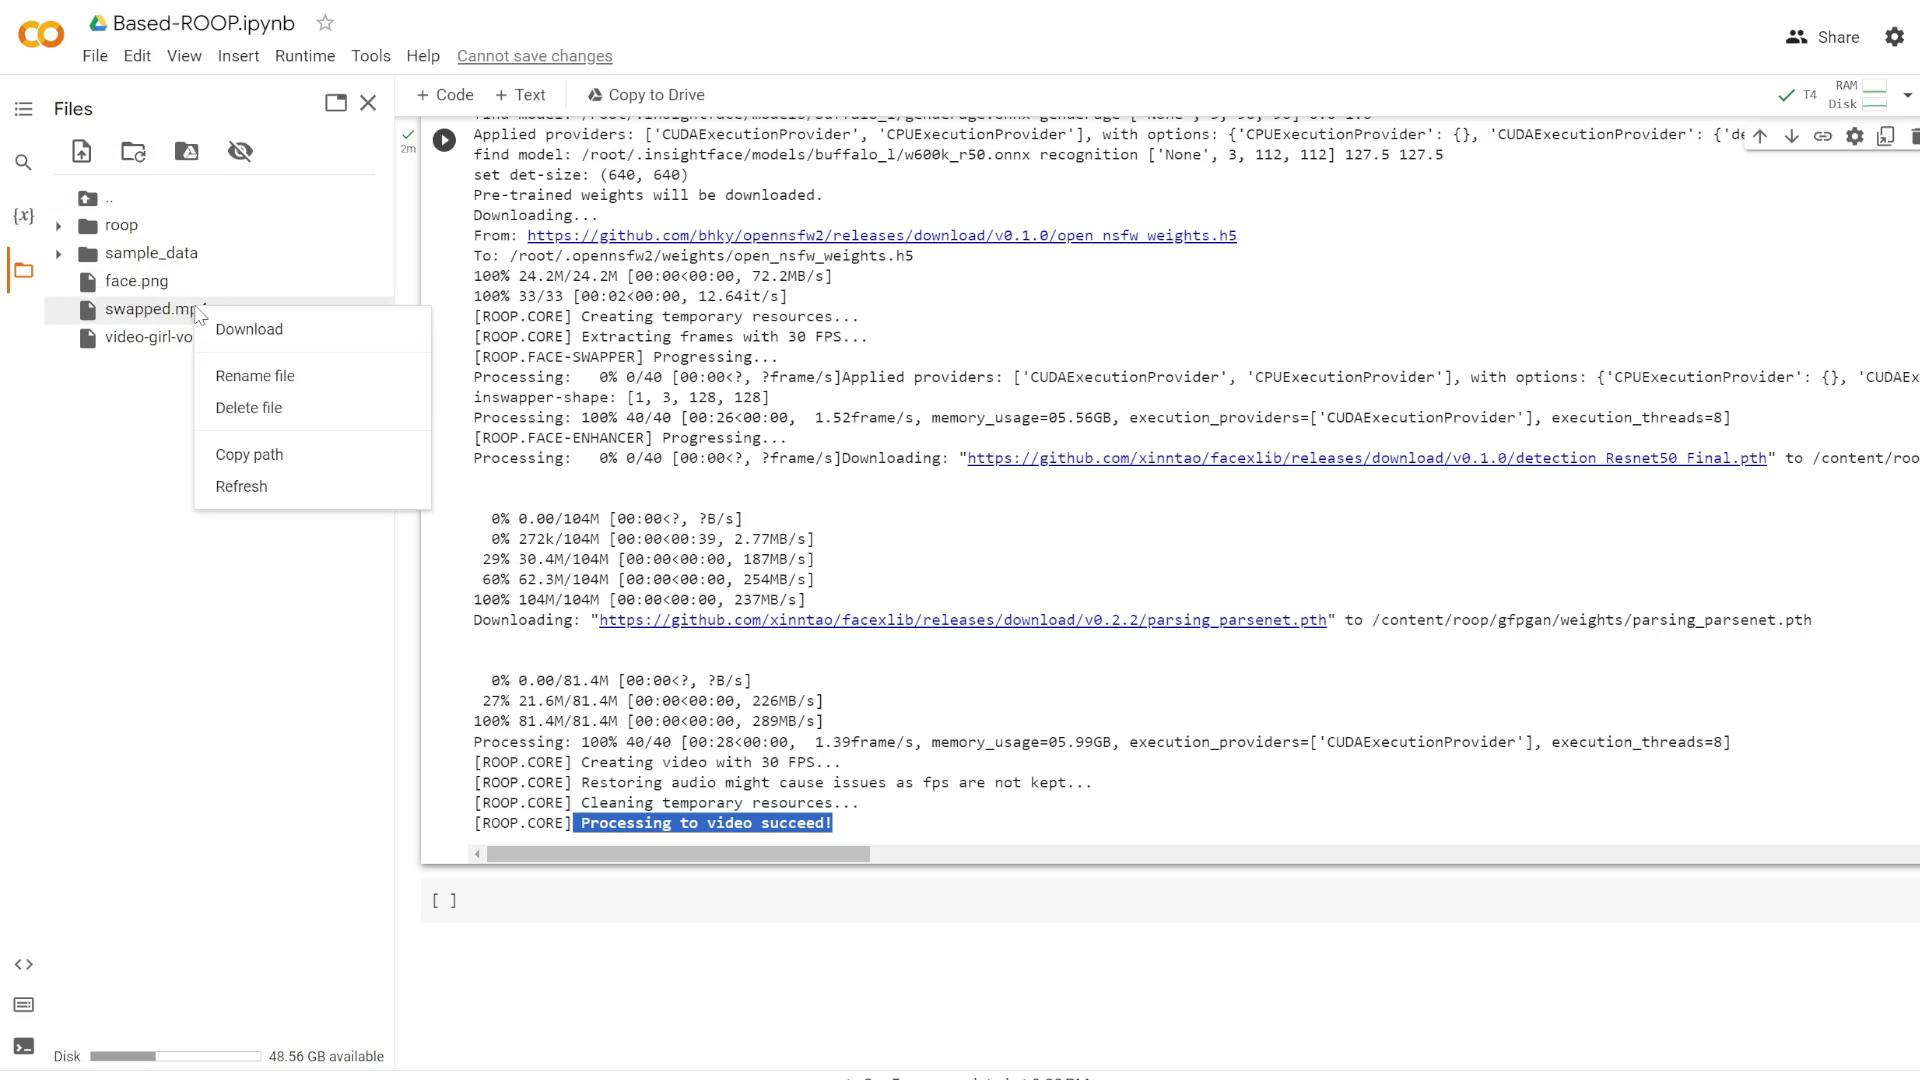 Based-ROOP.ipynb
File Edit View Insert Runtime Tools Help Cannot save changes
Share
Files
+ Code + Text Copy to Drive
T4 RAM
Disk
2m
..
roop
sample_data
face.png
swapped.mp4
video-girl-vo
Download
Rename file
Delete file
Copy path
Refresh
{x}
Applied providers: ['CUDAExecutionProvider', 'CPUExecutionProvider'], with options: {'CPUExecutionProvider': {}, 'CUDAExecutionProvider': {'de
find model: /root/.insightface/models/buffalo_l/w600k_r50.onnx recognition ['None', 3, 112, 112] 127.5 127.5
set det-size: (640, 640)
Pre-trained weights will be downloaded.
Downloading...
From: https://github.com/bhky/opennsfw2/releases/download/v0.1.0/open_nsfw_weights.h5
To: /root/.opennsfw2/weights/open_nsfw_weights.h5
100% 24.2M/24.2M [00:00<00:00, 72.2MB/s]
100% 33/33 [00:02<00:00, 12.64it/s]
[ROOP.CORE] Creating temporary resources...
[ROOP.CORE] Extracting frames with 30 FPS...
[ROOP.FACE-SWAPPER] Progressing...
Processing:   0% 0/40 [00:00<?, ?frame/s]Applied providers: ['CUDAExecutionProvider', 'CPUExecutionProvider'], with options: {'CPUExecutionProvider': {}, 'CUDAEx
inswapper-shape: [1, 3, 128, 128]
Processing: 100% 40/40 [00:26<00:00,  1.52frame/s, memory_usage=05.56GB, execution_providers=['CUDAExecutionProvider'], execution_threads=8]
[ROOP.FACE-ENHANCER] Progressing...
Processing:   0% 0/40 [00:00<?, ?frame/s]Downloading: "https://github.com/xinntao/facexlib/releases/download/v0.1.0/detection_Resnet50_Final.pth" to /content/roo
0% 0.00/104M [00:00<?, ?B/s]
0% 272k/104M [00:00<00:39, 2.77MB/s]
29% 30.4M/104M [00:00<00:00, 187MB/s]
60% 62.3M/104M [00:00<00:00, 254MB/s]
100% 104M/104M [00:00<00:00, 237MB/s]
Downloading: "https://github.com/xinntao/facexlib/releases/download/v0.2.2/parsing_parsenet.pth" to /content/roop/gfpgan/weights/parsing_parsenet.pth
0% 0.00/81.4M [00:00<?, ?B/s]
27% 21.6M/81.4M [00:00<00:00, 226MB/s]
100% 81.4M/81.4M [00:00<00:00, 289MB/s]
Processing: 100% 40/40 [00:28<00:00,  1.39frame/s, memory_usage=05.99GB, execution_providers=['CUDAExecutionProvider'], execution_threads=8]
[ROOP.CORE] Creating video with 30 FPS...
[ROOP.CORE] Restoring audio might cause issues as fps are not kept...
[ROOP.CORE] Cleaning temporary resources...
[ROOP.CORE] Processing to video succeed!
[ ]
Disk 48.56 GB available